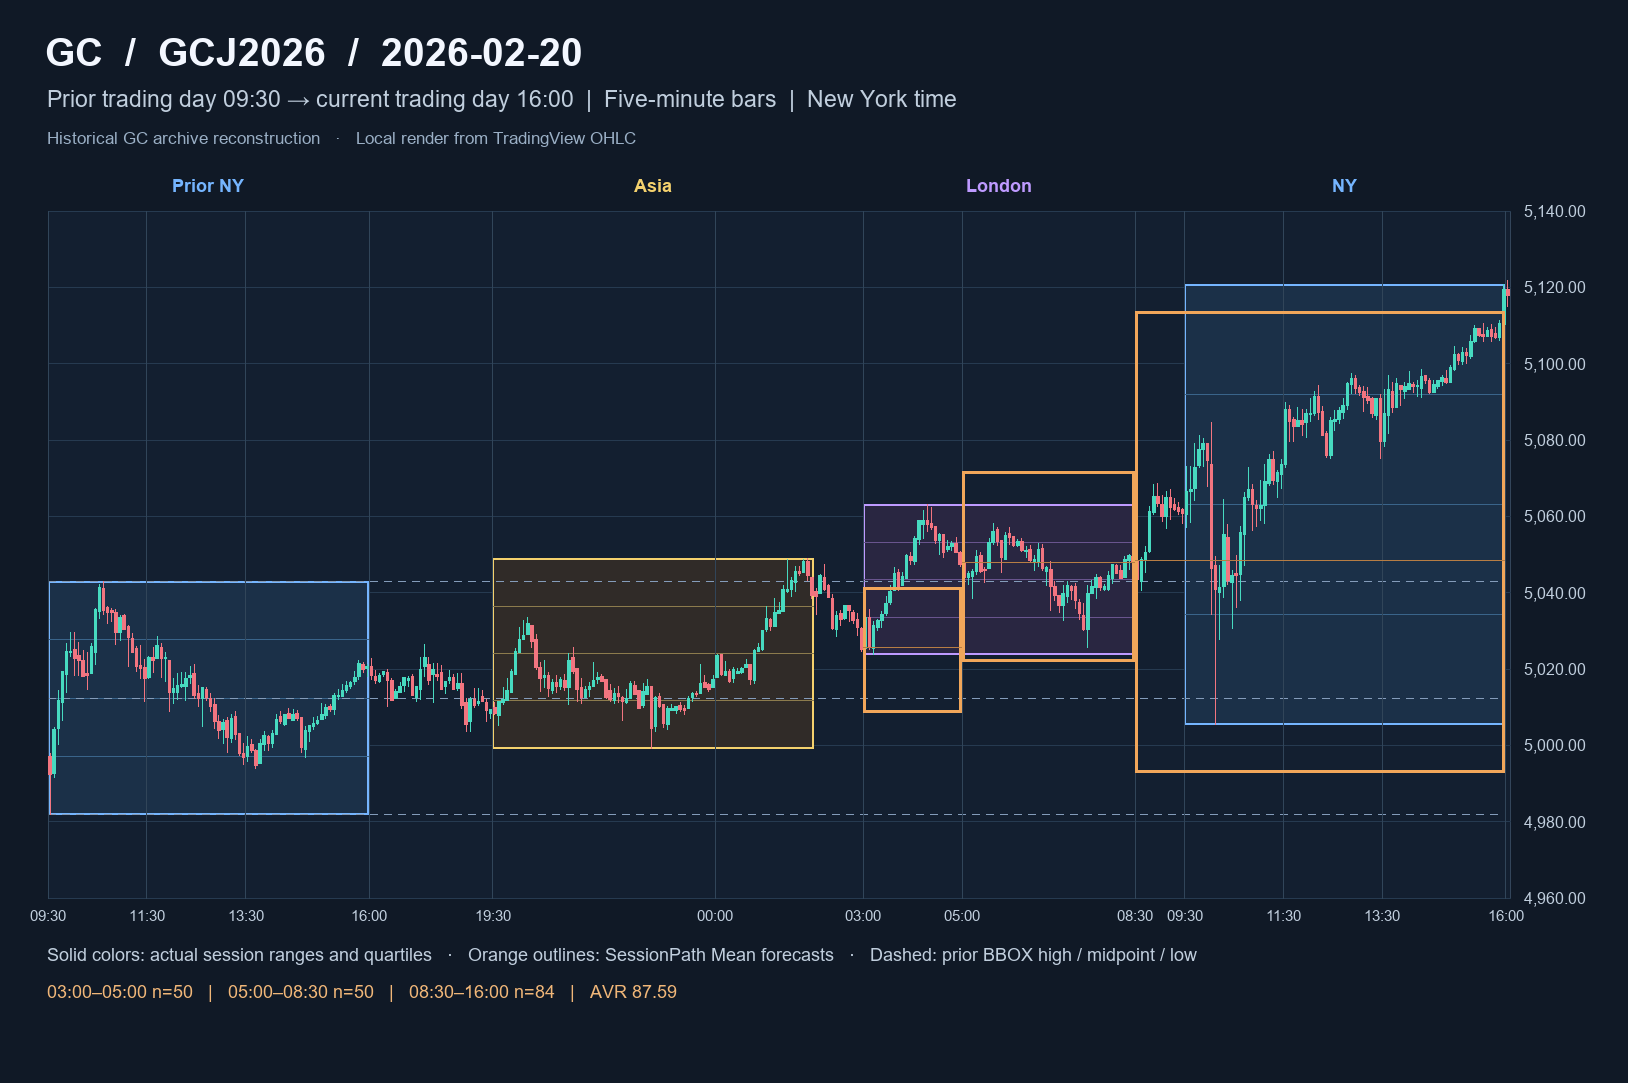 GC / GCJ2026 / 2026-02-20
Prior trading day 09:30 → current trading day 16:00 | Five-minute bars | New York time
Historical GC archive reconstruction · Local render from TradingView OHLC
Prior NY Asia London NY
5,140.00
5,120.00
5,100.00
5,080.00
5,060.00
5,040.00
5,020.00
5,000.00
4,980.00
4,960.00
09:30 11:30 13:30 16:00 19:30 00:00 03:00 05:00 08:30 09:30 11:30 13:30 16:00
Solid colors: actual session ranges and quartiles · Orange outlines: SessionPath Mean forecasts · Dashed: prior BBOX high / midpoint / low
03:00–05:00 n=50 | 05:00–08:30 n=50 | 08:30–16:00 n=84 | AVR 87.59